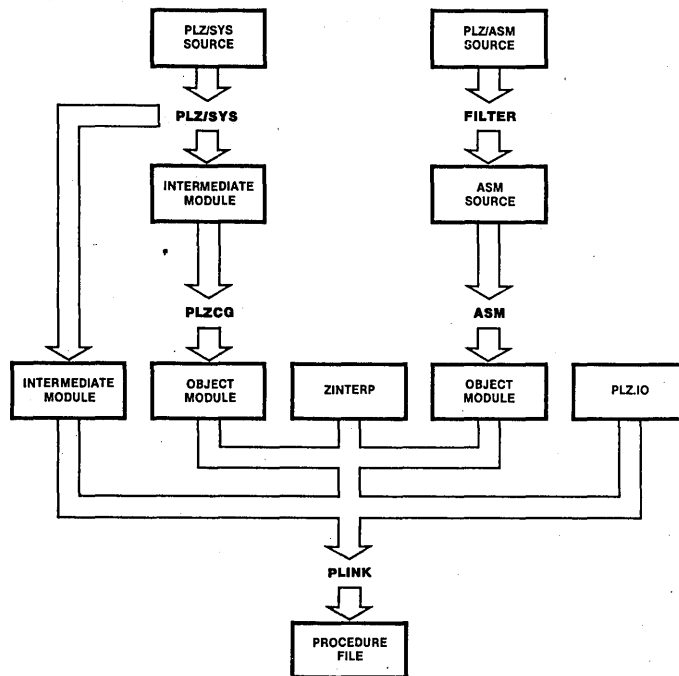 PLZ/SYS
SOURCE
PLZ/ASM
SOURCE
PLZ/SYS
FILTER
INTERMEDIATE
MODULE
ASM
SOURCE
PLZCG
ASM
INTERMEDIATE
MODULE
OBJECT
MODULE
ZINTERP
OBJECT
MODULE
PLZ.IO
PLINK
PROCEDURE
FILE